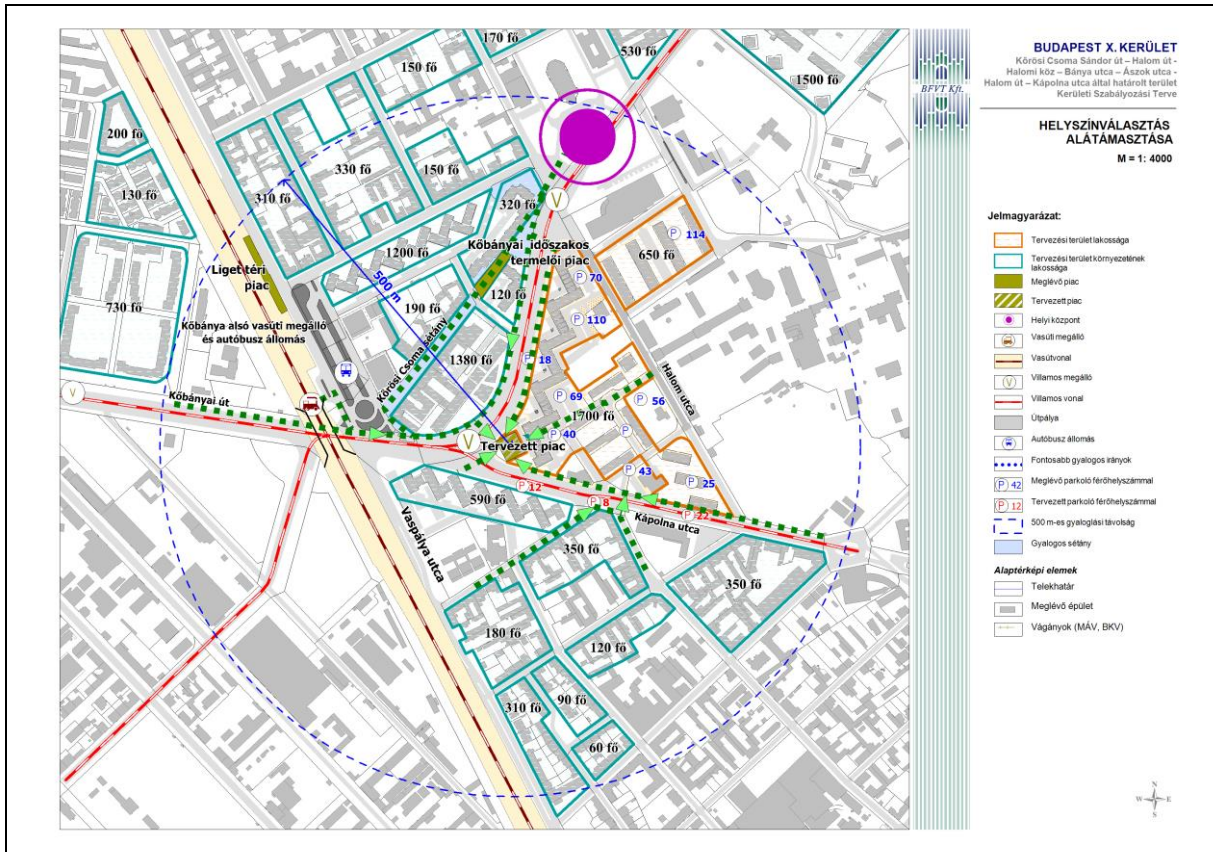 170 fő
530 fő
150 fő
1500 fő
200 fő
330 fő
150 fő
130 fő
310 fő
320 fő
V
P 114
1200 fő
Kőbányai időszakos
termelői piac
650 fő
Liget téri
piac
500 m
P 70
730 fő
190 fő
120 fő
Kőbánya alsó vasúti megálló
és autóbusz állomás
P 110
Kőrösi Csoma sétány
1380 fő
P 18
Halom utca
V
Kőbányai út
P 69
P 56
1700 fő
V
Tervezett piac
P 40
P
P 43
P 25
P 12
590 fő
P 8
P 22
Kápolna utca
Vaspálya utca
350 fő
350 fő
180 fő
120 fő
310 fő
90 fő
60 fő
BFVT Kft.
BUDAPEST X. KERÜLET
Kőrösi Csoma Sándor út – Halom út -
Halomi köz – Bánya utca – Ászok utca -
Halom út – Kápolna utca által határolt terület
Kerületi Szabályozási Terve
HELYSZÍNVÁLASZTÁS
ALÁTÁMASZTÁSA
M = 1: 4000
Jelmagyarázat:
Tervezési terület lakossága
Tervezési terület környezetének
lakossága
Meglévő piac
Tervezett piac
Helyi központ
Vasúti megálló
Vasútvonal
V Villamos megálló
Villamos vonal
Útpálya
Autóbusz állomás
Fontosabb gyalogos irányok
P 42 Meglévő parkoló férőhelyszámmal
P 12 Tervezett parkoló férőhelyszámmal
500 m-es gyaloglási távolság
Gyalogos sétány
Alaptérképi elemek
Telekhatár
Meglévő épület
Vágányok (MÁV, BKV)
N
W E
S